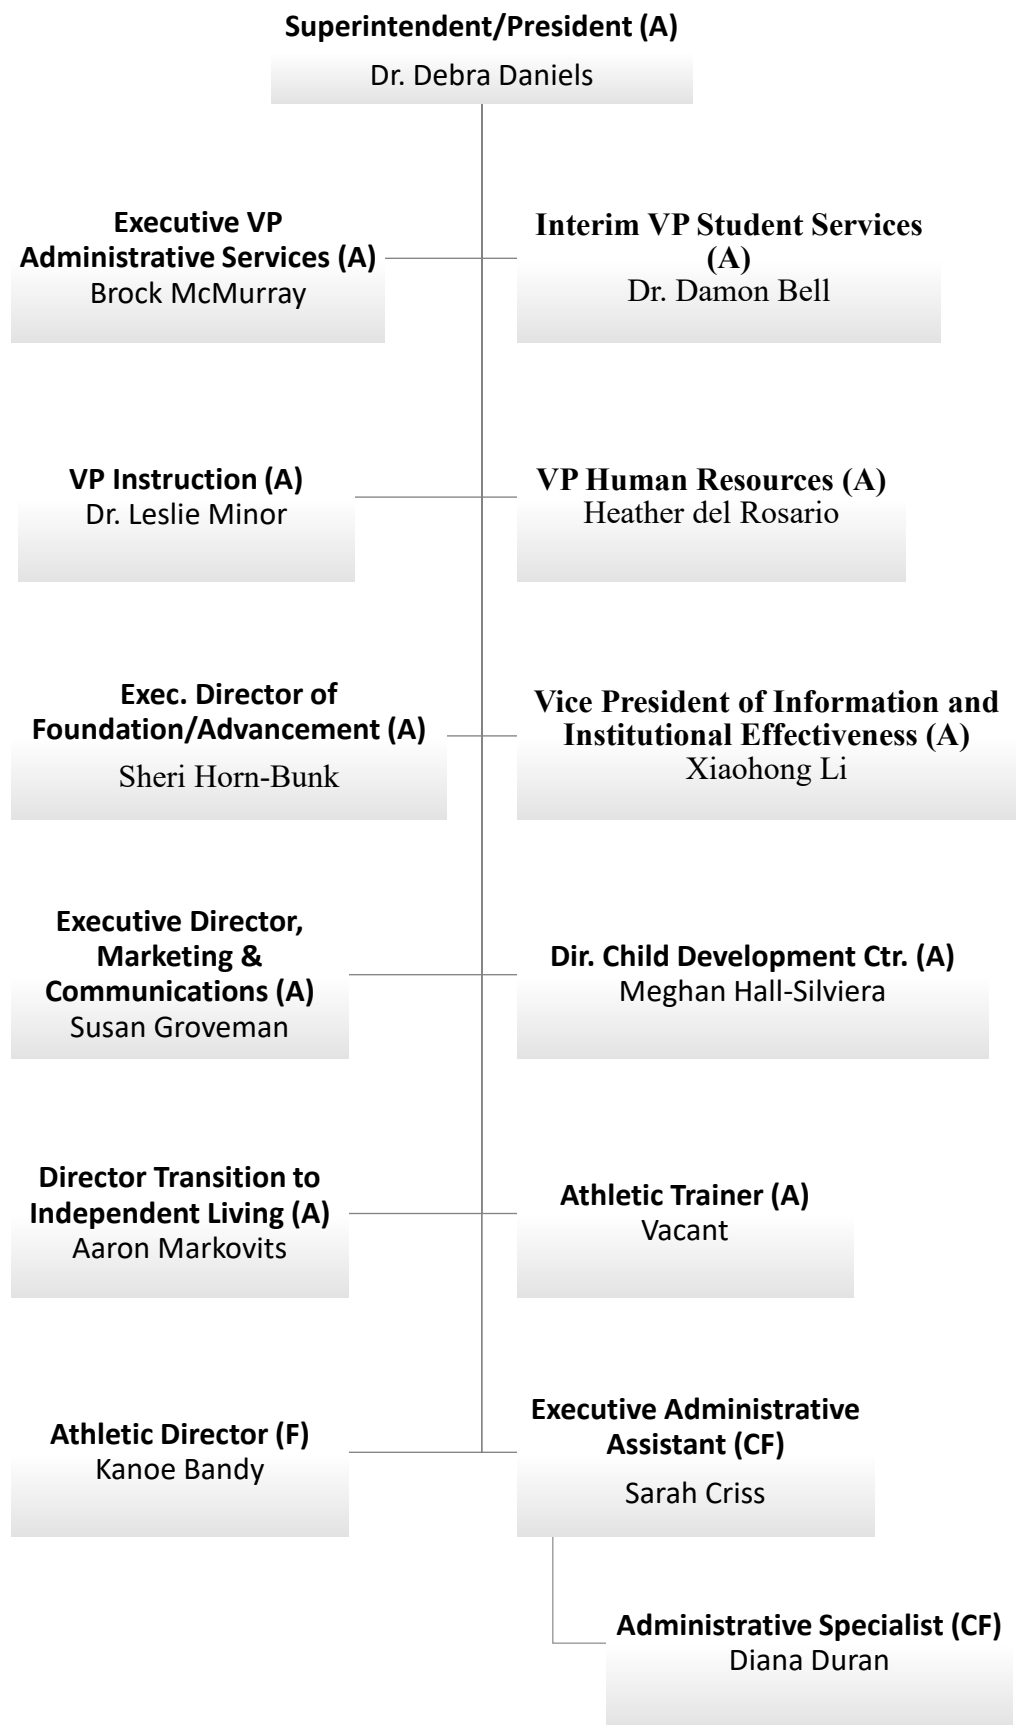 Superintendent/President (A)
Dr. Debra Daniels
Executive VP
Administrative Services (A)
Brock McMurray
Interim VP Student Services
(A)
Dr. Damon Bell
VP Instruction (A)
Dr. Leslie Minor
VP Human Resources (A)
Heather del Rosario
Exec. Director of
Foundation/Advancement (A)
Sheri Horn-Bunk
Vice President of Information and
Institutional Effectiveness (A)
Xiaohong Li
Executive Director,
Marketing &
Communications (A)
Susan Groveman
Dir. Child Development Ctr. (A)
Meghan Hall-Silviera
Director Transition to
Independent Living (A)
Aaron Markovits
Athletic Trainer (A)
Vacant
Athletic Director (F)
Kanoe Bandy
Executive Administrative
Assistant (CF)
Sarah Criss
Administrative Specialist (CF)
Diana Duran